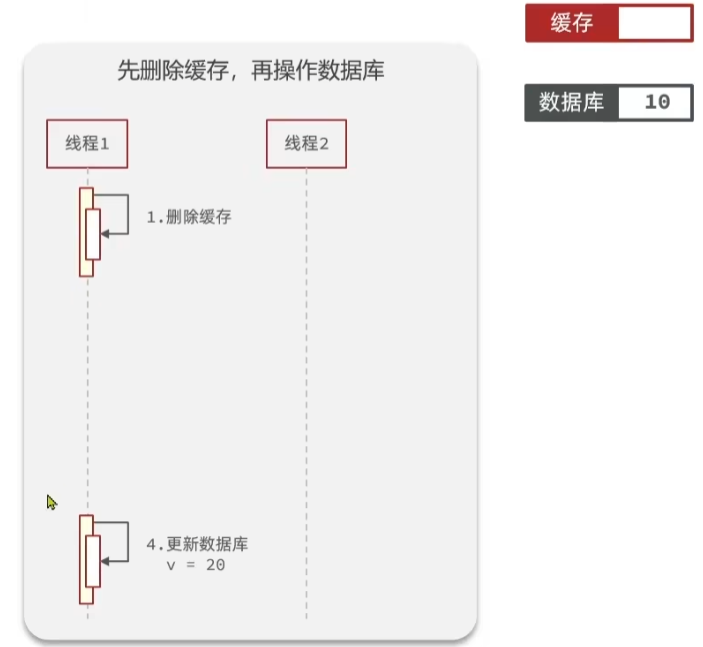 缓存
先删除缓存，再操作数据库
数据库 10
线程1
线程2
1.删除缓存
4.更新数据库
v = 20